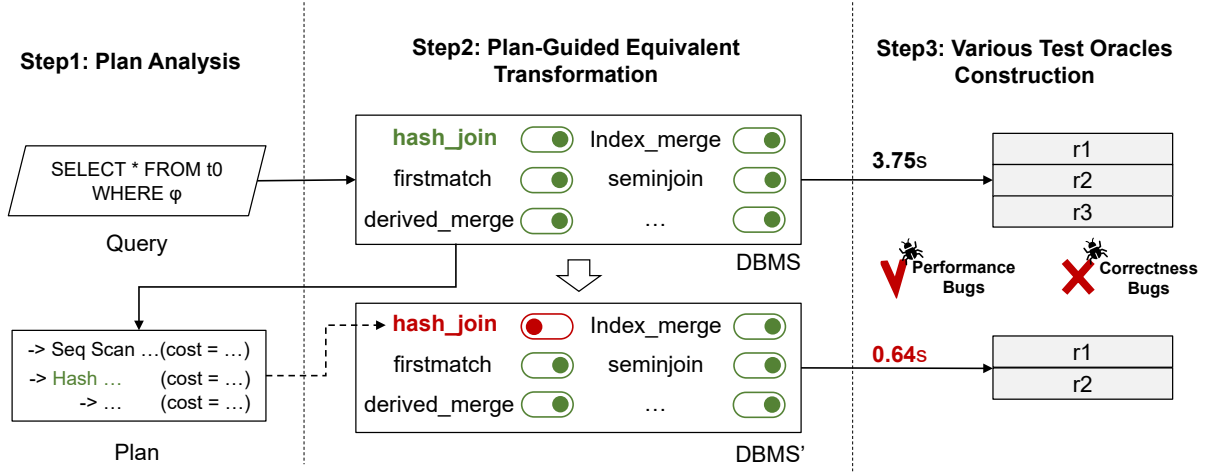 Step1: Plan Analysis
SELECT * FROM t0
WHERE φ
Query
-> Seq Scan …(cost = …)
-> Hash … (cost = …)
-> … (cost = …)
Plan
Step2: Plan-Guided Equivalent
Transformation
hash_join Index_merge
firstmatch seminjoin
derived_merge …
DBMS
hash_join Index_merge
firstmatch seminjoin
derived_merge …
DBMS’
Step3: Various Test Oracles
Construction
3.75s
r1
r2
r3
Performance
Bugs
Correctness
Bugs
0.64s
r1
r2